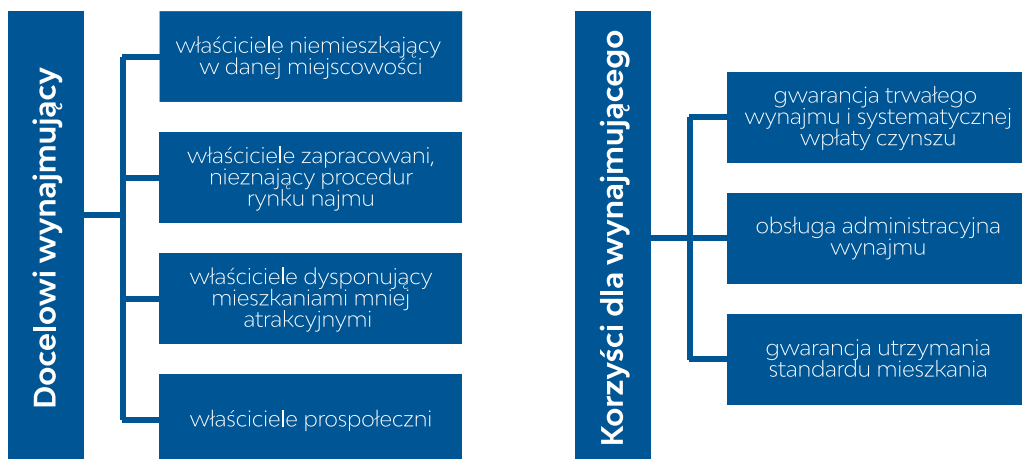 Docelowi wynajmujący
właściciele niemieszkający
w danej miejscowości
właściciele zapracowani,
nieznający procedur
rynku najmu
właściciele dysponujący
mieszkaniami mniej
atrakcyjnymi
właściciele prospołeczni
Korzyści dla wynajmującego
gwarancja trwałego
wynajmu i systematycznej
wpłaty czynszu
obsługa administracyjna
wynajmu
gwarancja utrzymania
standardu mieszkania